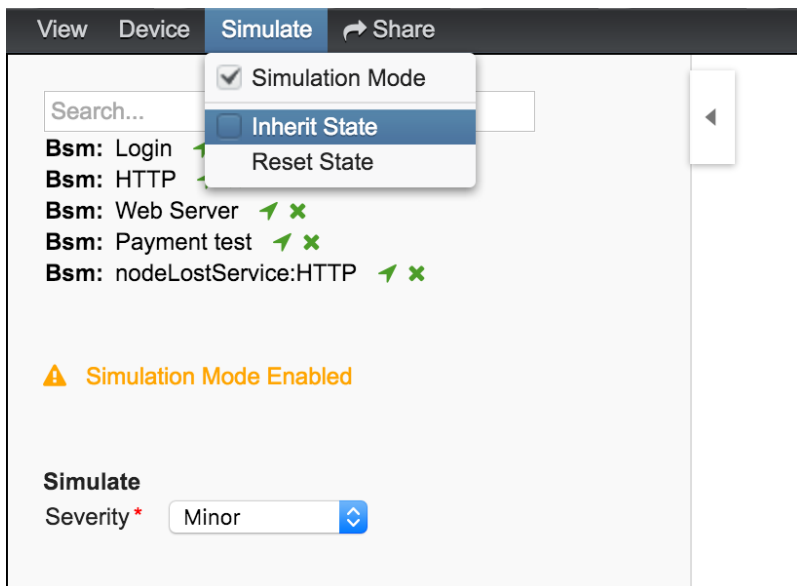 View Device Simulate Share
Simulation Mode
Search...
Inherit State
Bsm: Login
Reset State
Bsm: HTTP
Bsm: Web Server
Bsm: Payment test
Bsm: nodeLostService:HTTP
Simulation Mode Enabled
Simulate
Severity* Minor